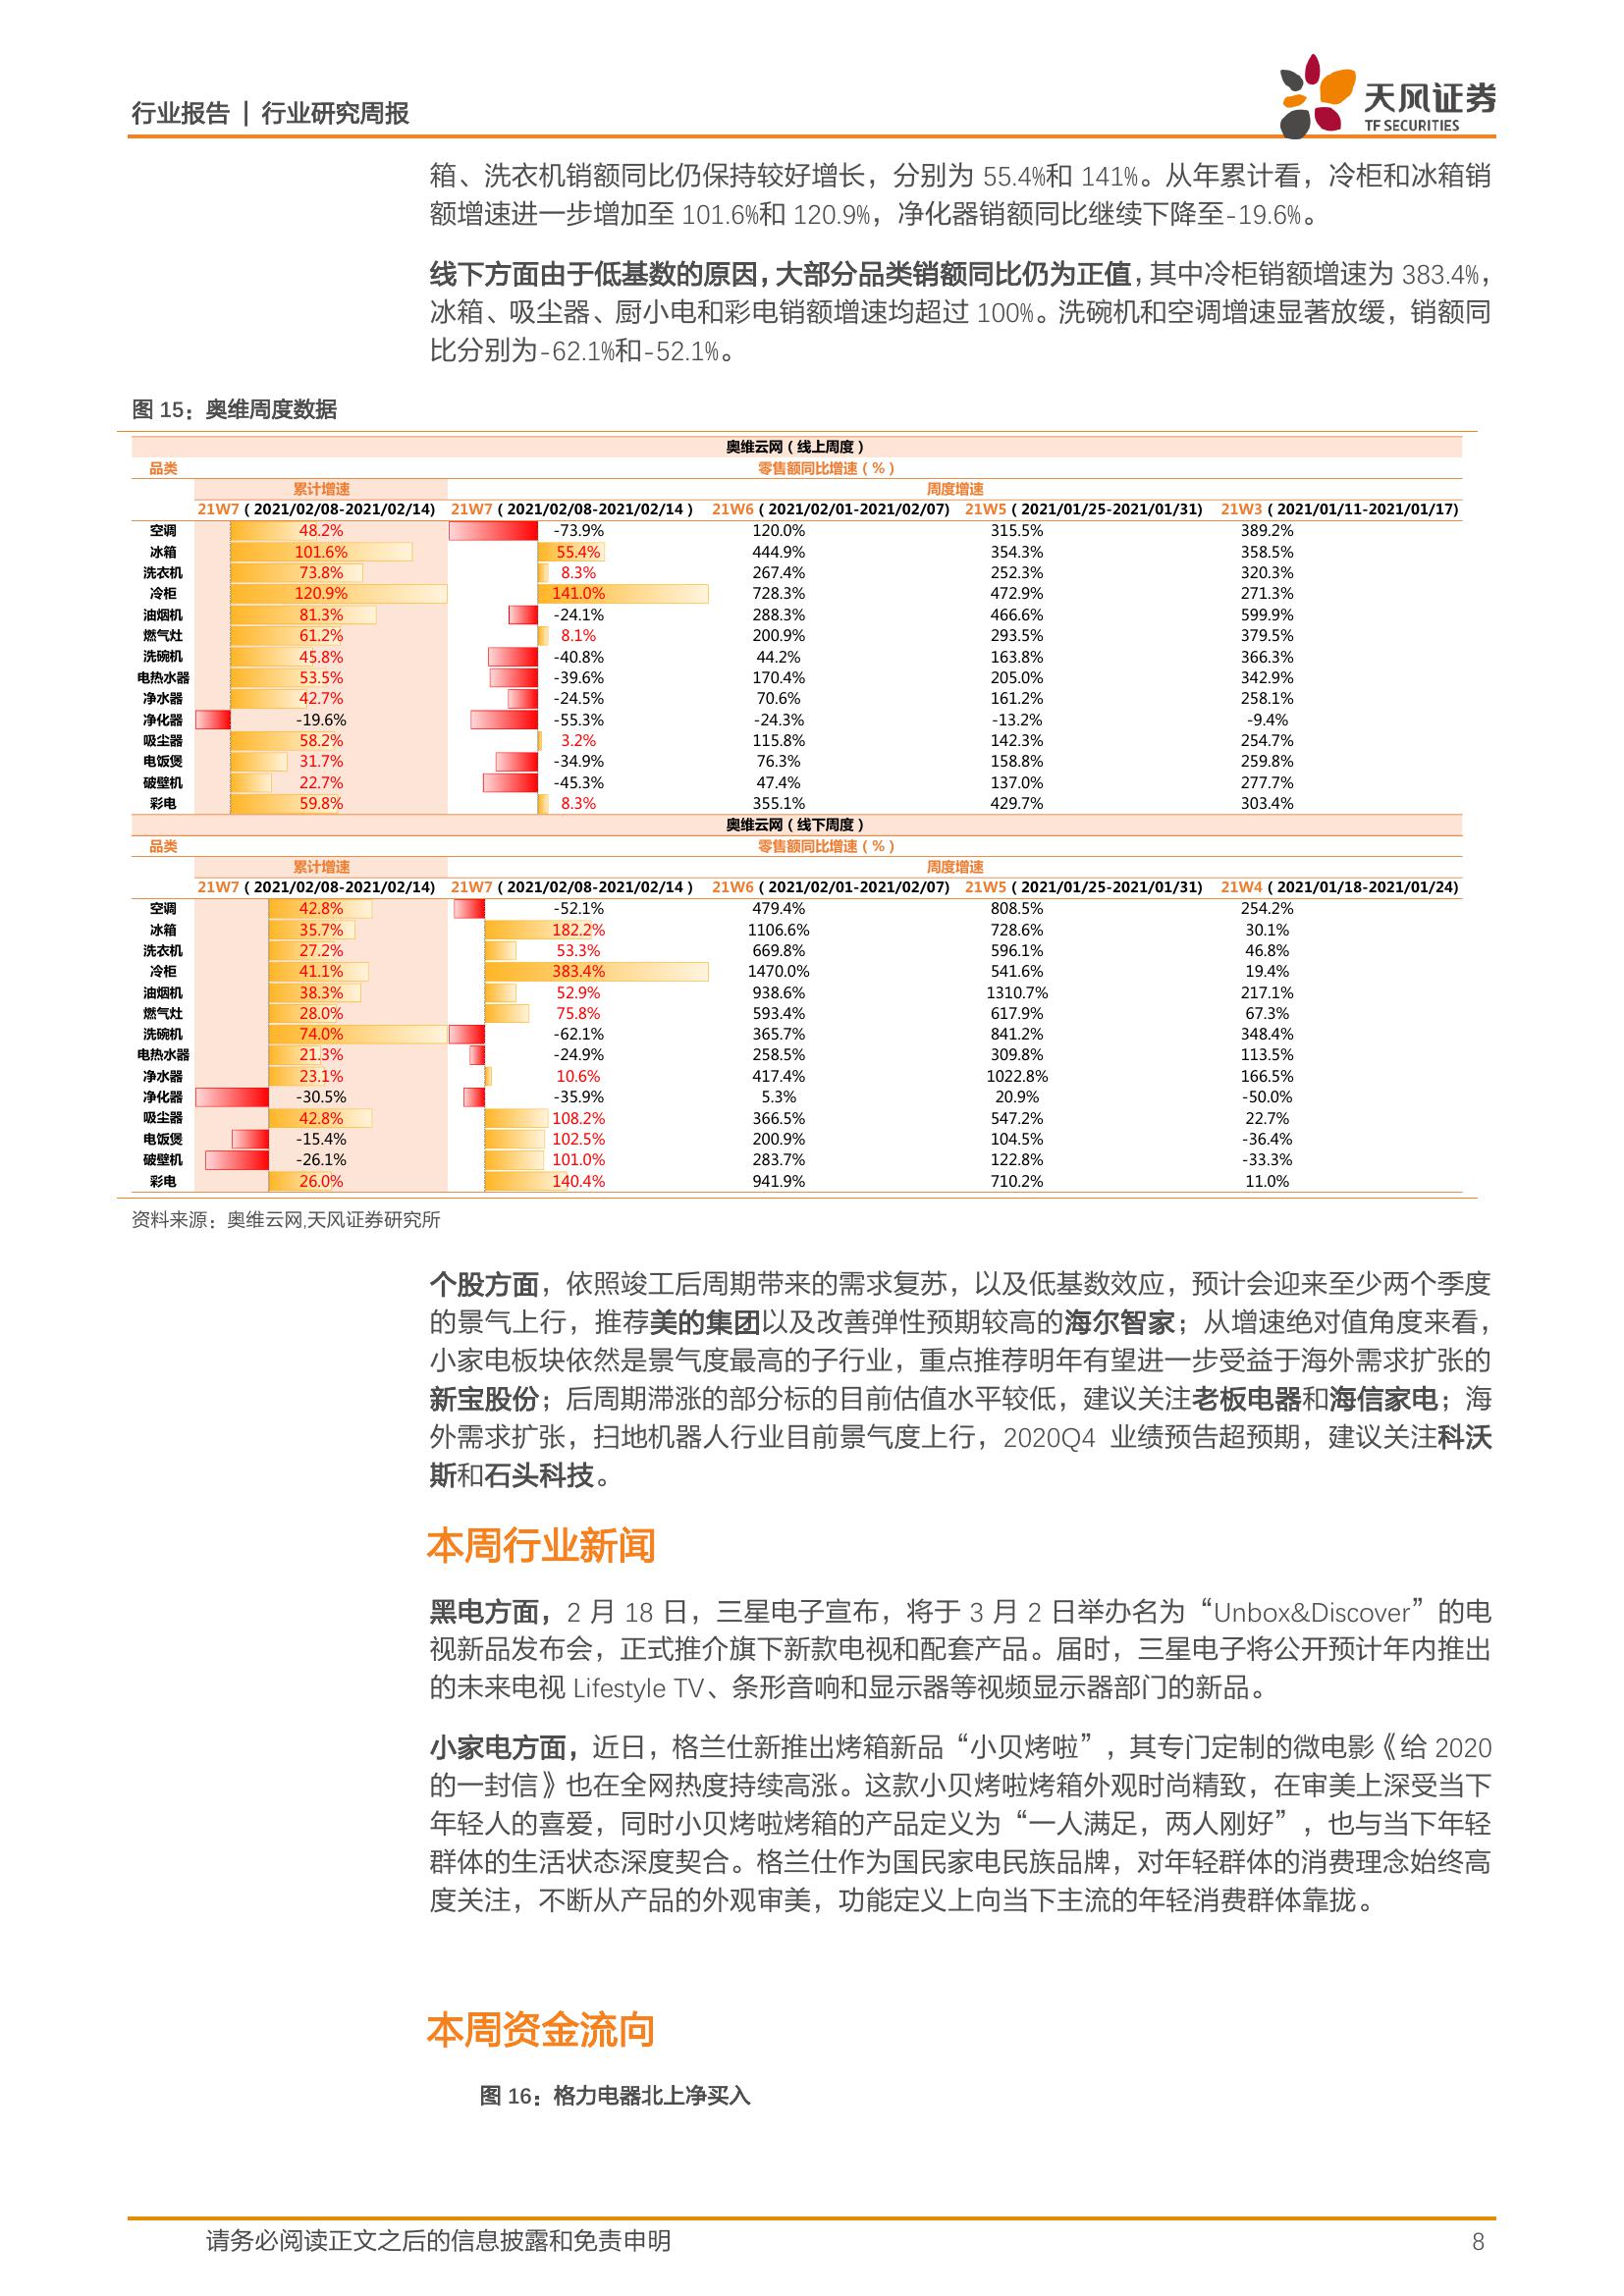 行业报告 | 行业研究周报
天风证券
TF SECURITIES
箱、洗衣机销额同比仍保持较好增长，分别为 55.4%和 141%。从年累计看，冷柜和冰箱销
额增速进一步增加至 101.6%和 120.9%，净化器销额同比继续下降至-19.6%。
线下方面由于低基数的原因，大部分品类销额同比仍为正值，其中冷柜销额增速为 383.4%，
冰箱、吸尘器、厨小电和彩电销额增速均超过 100%。洗碗机和空调增速显著放缓，销额同
比分别为-62.1%和-52.1%。
图 15：奥维周度数据
奥维云网（线上周度）
品类 零售额同比增速（%）
累计增速 周度增速
21W7（2021/02/08-2021/02/14) 21W7（2021/02/08-2021/02/14） 21W6（2021/02/01-2021/02/07) 21W5（2021/01/25-2021/01/31) 21W3（2021/01/11-2021/01/17)
空调 48.2% -73.9% 120.0% 315.5% 389.2%
冰箱 101.6% 55.4% 444.9% 354.3% 358.5%
洗衣机 73.8% 8.3% 267.4% 252.3% 320.3%
冷柜 120.9% 141.0% 728.3% 472.9% 271.3%
油烟机 81.3% -24.1% 288.3% 466.6% 599.9%
燃气灶 61.2% 8.1% 200.9% 293.5% 379.5%
洗碗机 45.8% -40.8% 44.2% 163.8% 366.3%
电热水器 53.5% -39.6% 170.4% 205.0% 342.9%
净水器 42.7% -24.5% 70.6% 161.2% 258.1%
净化器 -19.6% -55.3% -24.3% -13.2% -9.4%
吸尘器 58.2% 3.2% 115.8% 142.3% 254.7%
电饭煲 31.7% -34.9% 76.3% 158.8% 259.8%
破壁机 22.7% -45.3% 47.4% 137.0% 277.7%
彩电 59.8% 8.3% 355.1% 429.7% 303.4%
奥维云网（线下周度）
品类 零售额同比增速（%）
累计增速 周度增速
21W7（2021/02/08-2021/02/14) 21W7（2021/02/08-2021/02/14） 21W6（2021/02/01-2021/02/07) 21W5（2021/01/25-2021/01/31) 21W4（2021/01/18-2021/01/24)
空调 42.8% -52.1% 479.4% 808.5% 254.2%
冰箱 35.7% 182.2% 1106.6% 728.6% 30.1%
洗衣机 27.2% 53.3% 669.8% 596.1% 46.8%
冷柜 41.1% 383.4% 1470.0% 541.6% 19.4%
油烟机 38.3% 52.9% 938.6% 1310.7% 217.1%
燃气灶 28.0% 75.8% 593.4% 617.9% 67.3%
洗碗机 74.0% -62.1% 365.7% 841.2% 348.4%
电热水器 21.3% -24.9% 258.5% 309.8% 113.5%
净水器 23.1% 10.6% 417.4% 1022.8% 166.5%
净化器 -30.5% -35.9% 5.3% 20.9% -50.0%
吸尘器 42.8% 108.2% 366.5% 547.2% 22.7%
电饭煲 -15.4% 102.5% 200.9% 104.5% -36.4%
破壁机 -26.1% 101.0% 283.7% 122.8% -33.3%
彩电 26.0% 140.4% 941.9% 710.2% 11.0%
资料来源：奥维云网,天风证券研究所
个股方面，依照竣工后周期带来的需求复苏，以及低基数效应，预计会迎来至少两个季度
的景气上行，推荐美的集团以及改善弹性预期较高的海尔智家；从增速绝对值角度来看，
小家电板块依然是景气度最高的子行业，重点推荐明年有望进一步受益于海外需求扩张的
新宝股份；后周期滞涨的部分标的目前估值水平较低，建议关注老板电器和海信家电；海
外需求扩张，扫地机器人行业目前景气度上行，2020Q4 业绩预告超预期，建议关注科沃
斯和石头科技。
本周行业新闻
黑电方面，2 月 18 日，三星电子宣布，将于 3 月 2 日举办名为“Unbox&Discover”的电
视新品发布会，正式推介旗下新款电视和配套产品。届时，三星电子将公开预计年内推出
的未来电视 Lifestyle TV、条形音响和显示器等视频显示器部门的新品。
小家电方面，近日，格兰仕新推出烤箱新品“小贝烤啦”，其专门定制的微电影《给 2020
的一封信》也在全网热度持续高涨。这款小贝烤啦烤箱外观时尚精致，在审美上深受当下
年轻人的喜爱，同时小贝烤啦烤箱的产品定义为“一人满足，两人刚好”，也与当下年轻
群体的生活状态深度契合。格兰仕作为国民家电民族品牌，对年轻群体的消费理念始终高
度关注，不断从产品的外观审美，功能定义上向当下主流的年轻消费群体靠拢。
本周资金流向
图 16：格力电器北上净买入
请务必阅读正文之后的信息披露和免责申明 8